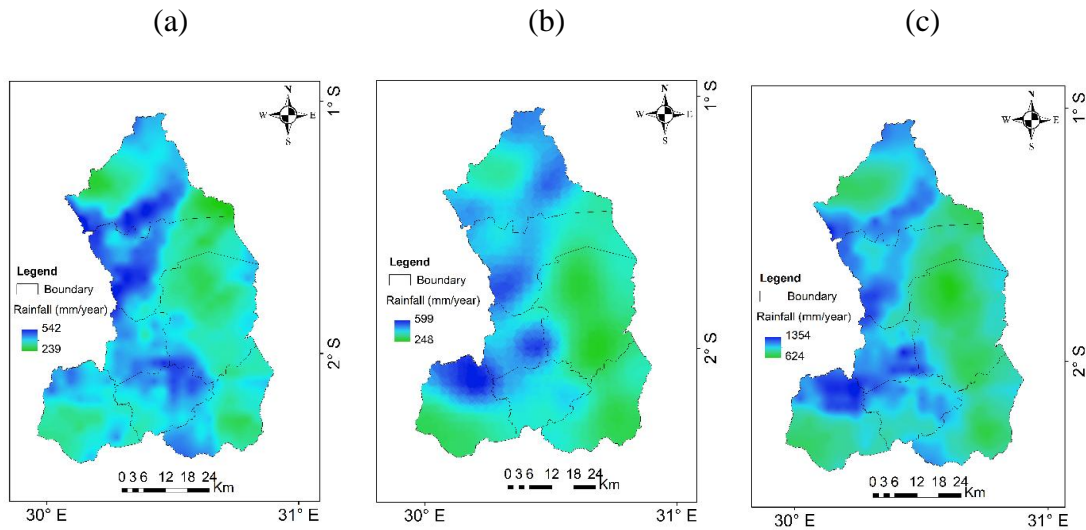 (a)
(b)
(c)
N
W E
S
1° S
Legend
Boundary
Rainfall (mm/year)
542
239
2° S
0 3 6 12 18 24
Km
30° E
31° E
N
W E
S
1° S
Legend
Boundary
Rainfall (mm/year)
599
248
2° S
0 3 6 12 18 24
Km
30° E
31° E
N
W E
S
1° S
Legend
Boundary
Rainfall (mm/year)
1354
624
2° S
0 3 6 12 18 24
Km
30° E
31° E